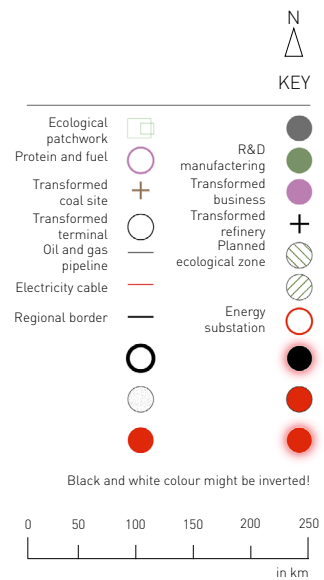 N
KEY
Ecological
patchwork
Protein and fuel
R&D
manufactering
Transformed
coal site
Transformed
business
Transformed
terminal
Transformed
refinery
Oil and gas
pipeline
Planned
ecological zone
Electricity cable
Regional border
Energy
substation
Black and white colour might be inverted!
0 50 100 150 200 250
in km